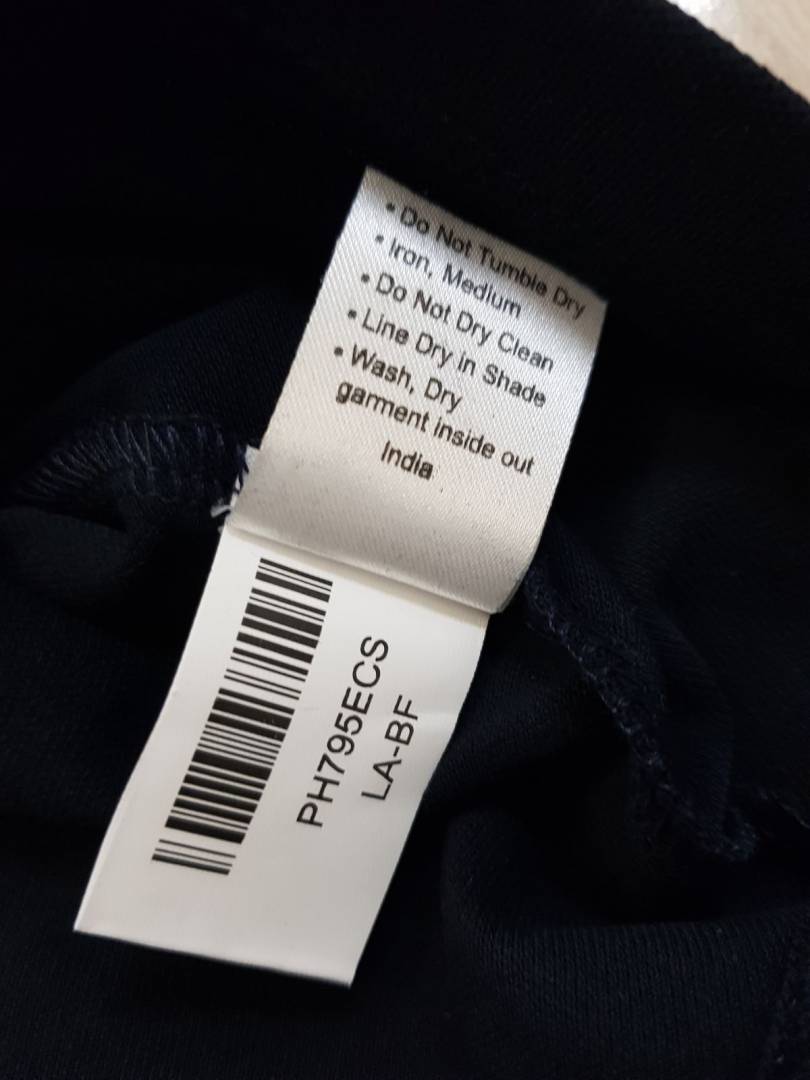 • Do Not Tumble Dry
• Iron, Medium
• Do Not Dry Clean
• Line Dry in Shade
• Wash, Dry
garment inside out
India
PH795ECS
LA-BF